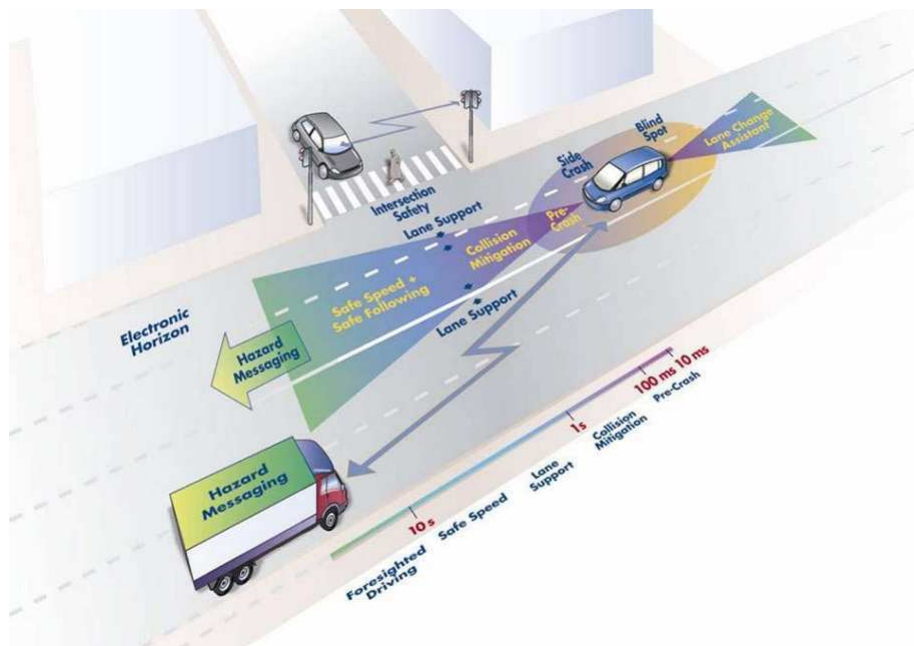 Blind
Spot
Lane Change
Assistant
Side
Crash
Intersection
Safety
Lane Support
Pre-
Crash
Collision
Mitigation
Safe Speed +
Safe Following
Lane Support
Electronic
Horizon
Hazard
Messaging
Hazard
Messaging
10 s
1s
100 ms
10 ms
Foresighted
Driving
Safe Speed
Lane
Support
Collision
Mitigation
Pre-Crash